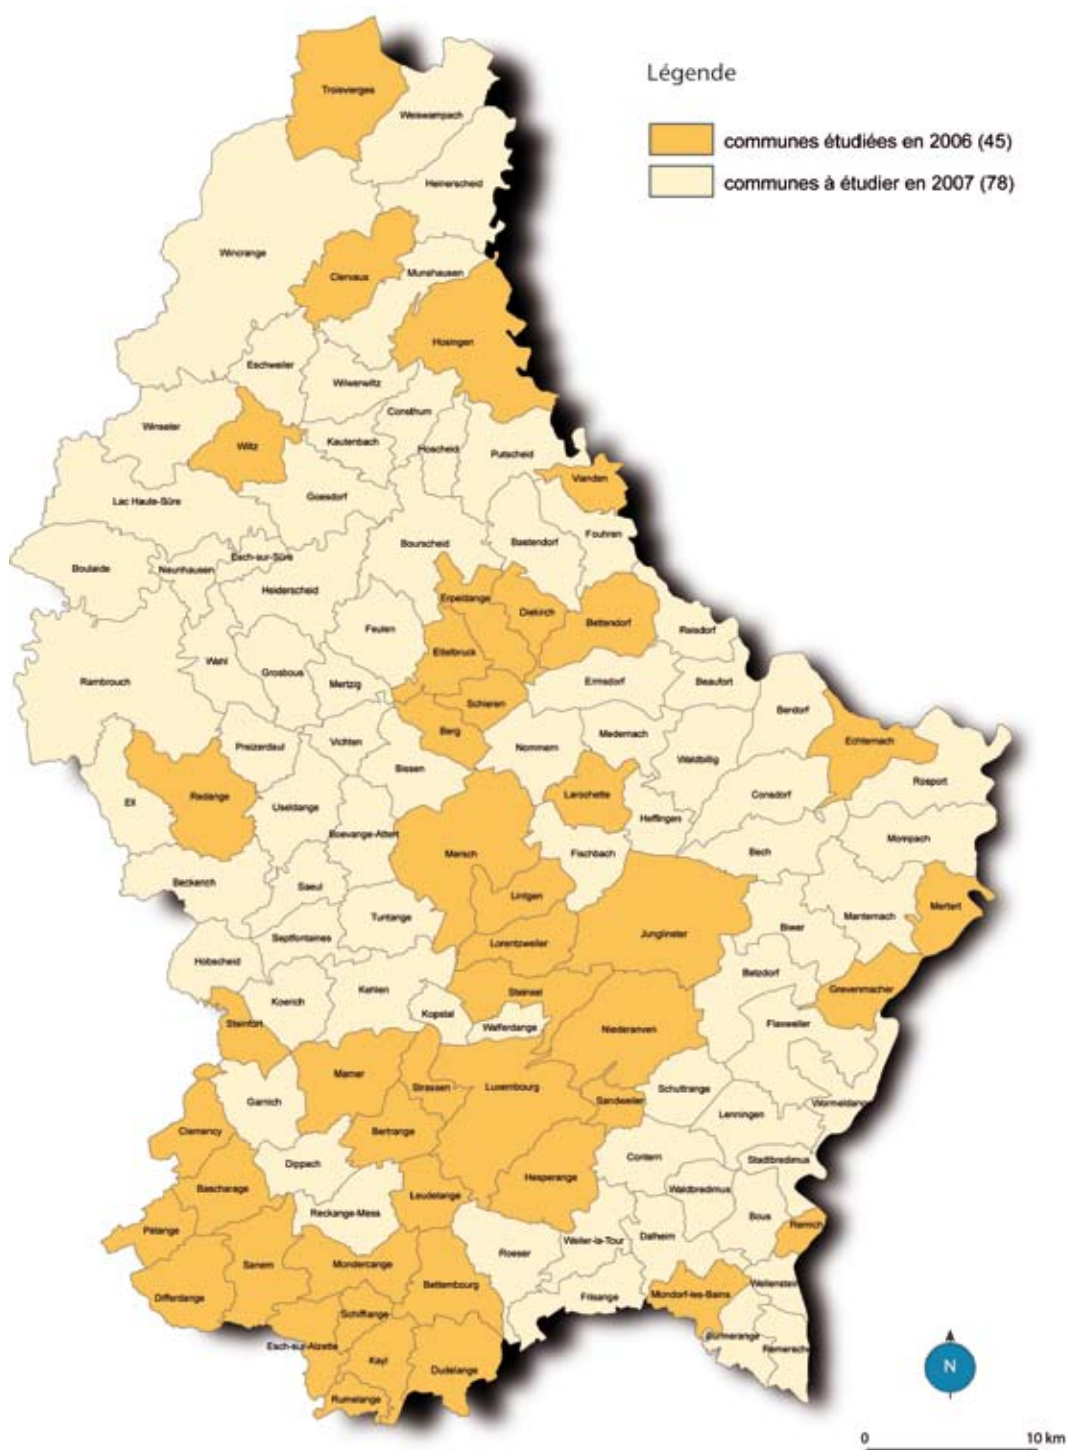 Légende
communes étudiées en 2006 (45)
communes à étudier en 2007 (78)
Troisvierges
Weiswampach
Heinerscheid
Wincrange
Clervaux
Munshausen
Hosingen
Eschweiler
Wilwerwiltz
Consthum
Winseler
Wiltz
Kautenbach
Hoscheid
Putscheid
Vianden
Lac Haute-Sûre
Goesdorf
Fouhren
Bourscheid
Bastendorf
Esch-sur-Sûre
Boulaide
Neunhausen
Heiderscheid
Erpeldange
Diekirch
Bettendorf
Feulen
Reisdorf
Ettelbruck
Wahl
Grosbous
Mertzig
Rambrouch
Ermsdorf
Beaufort
Schieren
Berdorf
Berg
Medernach
Preizerdaul
Vichten
Nommern
Echternach
Waldbillig
Bissen
Rosport
Redange
Ell
Useldange
Larochette
Consdorf
Heffingen
Boevange-Attert
Mompach
Mersch
Fischbach
Bech
Beckerich
Saeul
Lintgen
Mertert
Tuntange
Manternach
Biwer
Septfontaines
Lorentzweiler
Junglinster
Hobscheid
Betzdorf
Kehlen
Steinsel
Grevenmacher
Koerich
Kopstal
Walferdange
Steinfort
Flaxweiler
Niederanven
Mamer
Strassen
Luxembourg
Schuttrange
Garnich
Sandweiler
Wormeldange
Lenningen
Clemency
Bertrange
Contern
Stadtbredimus
Dippach
Hesperange
Bascharage
Leudelange
Waldbredimus
Reckange-Mess
Bous
Remich
Pétange
Dalheim
Weiler-la-Tour
Roeser
Sanem
Mondercange
Bettembourg
Wellenstein
Mondorf-les-Bains
Differdange
Frisange
Schifflange
Burmerange
Esch-sur-Alzette
Remerschen
Kayl
Dudelange
Rumelange
N
0 10 km